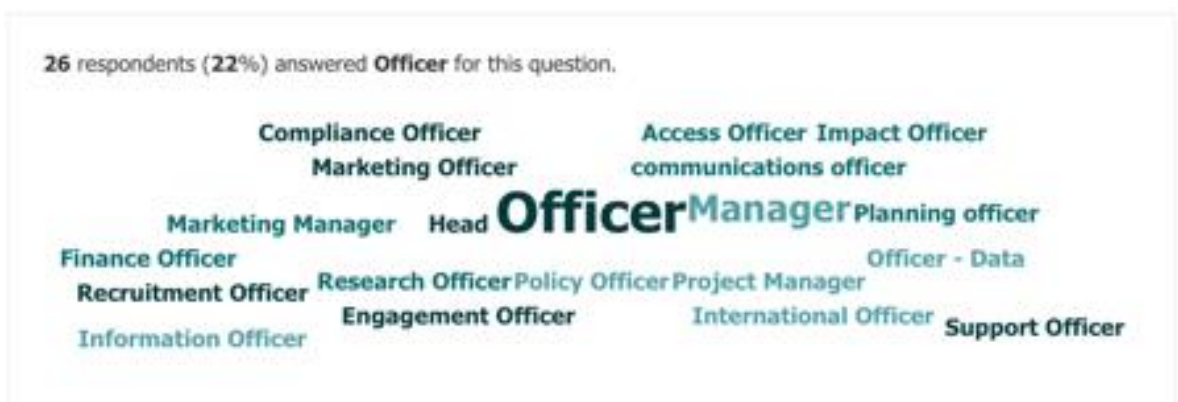 26 respondents (22%) answered Officer for this question.
Compliance Officer
Access Officer Impact Officer
Marketing Officer
communications officer
Marketing Manager
Head
Officer
Manager
Planning officer
Finance Officer
Officer - Data
Recruitment Officer
Research Officer
Policy Officer
Project Manager
Engagement Officer
International Officer
Support Officer
Information Officer